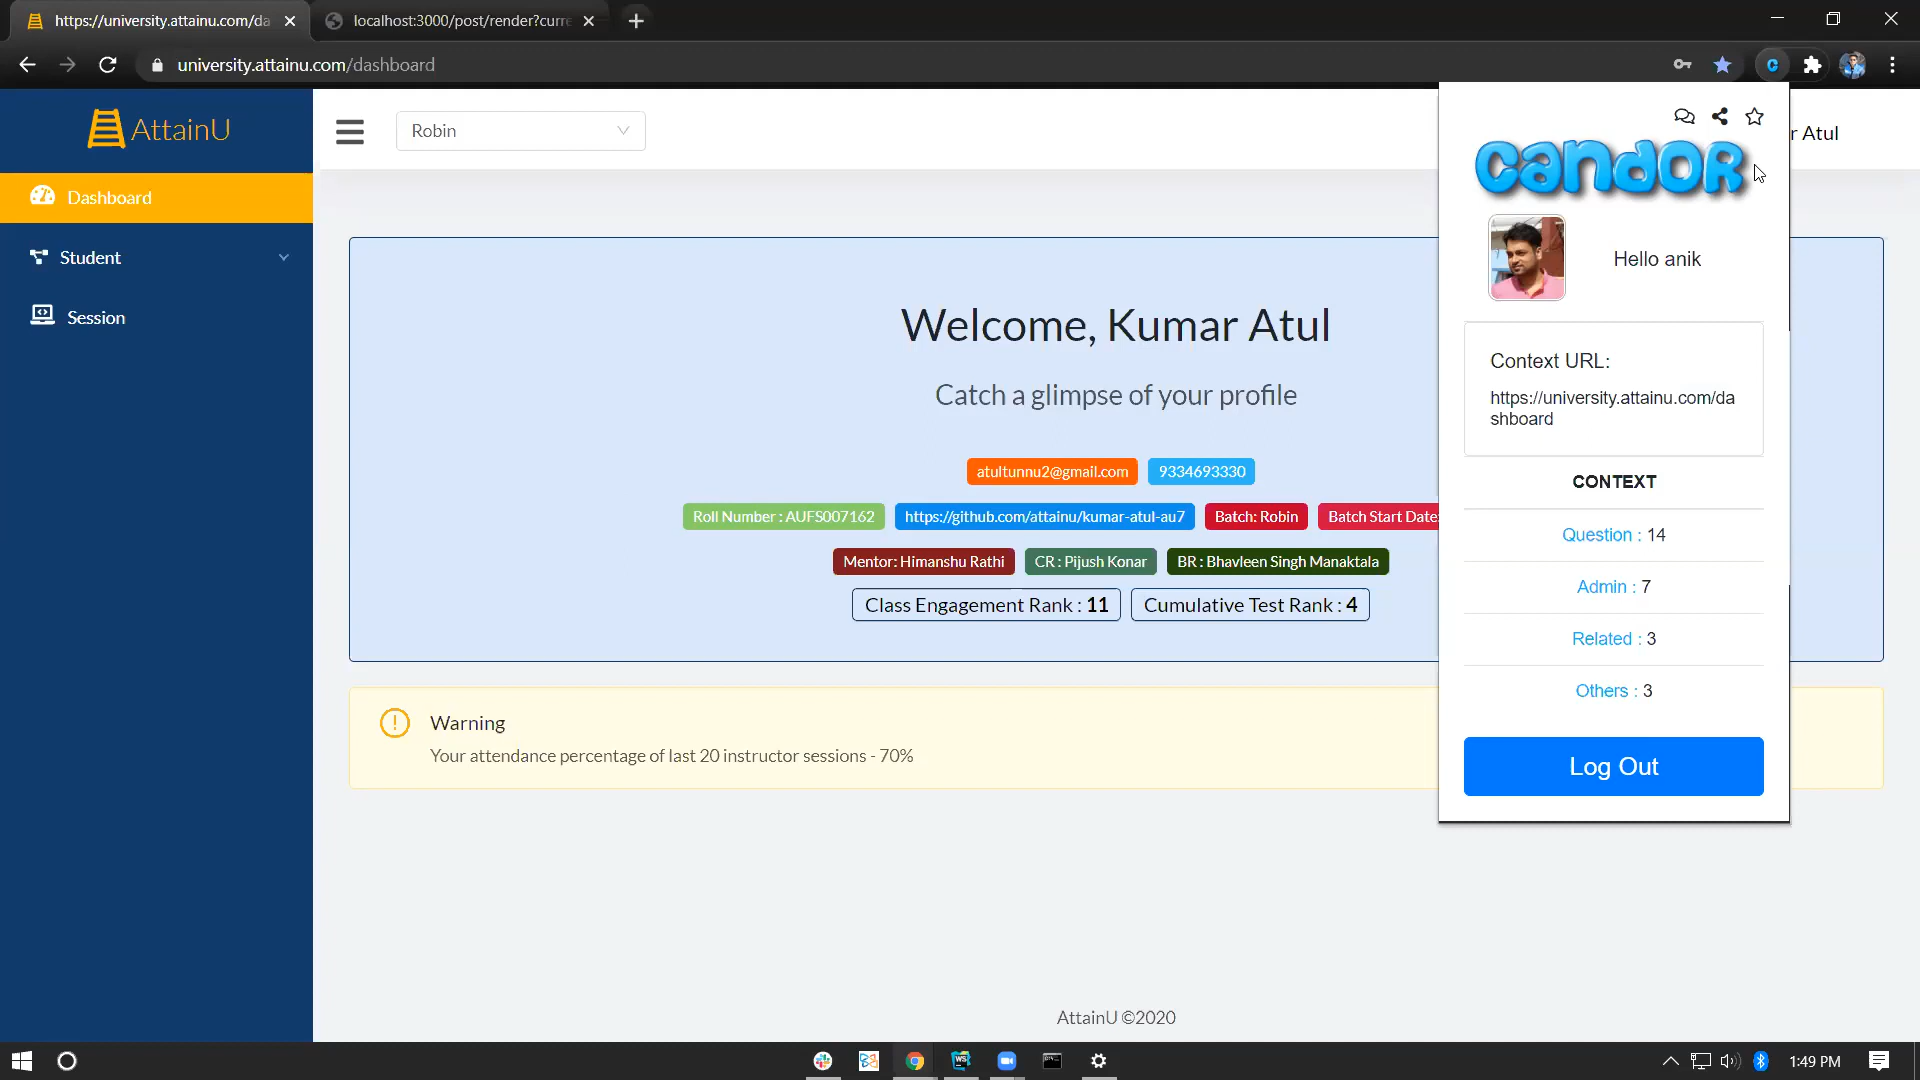 https://university.attainu.com/da
localhost:3000/post/render?curre
university.attainu.com/dashboard
AttainU
Robin
r Atul
Dashboard
Student
Session
Welcome, Kumar Atul
Catch a glimpse of your profile
atultunnu2@gmail.com
9334693330
Roll Number : AUFS007162
https://github.com/attainu/kumar-atul-au7
Batch: Robin
Batch Start Date:
Mentor: Himanshu Rathi
CR : Pijush Konar
BR : Bhavleen Singh Manaktala
Class Engagement Rank : 11
Cumulative Test Rank : 4
Warning
Your attendance percentage of last 20 instructor sessions - 70%
AttainU ©2020
candOR
Hello anik
Context URL:
https://university.attainu.com/da
shboard
CONTEXT
Question : 14
Admin : 7
Related : 3
Others : 3
Log Out
1:49 PM